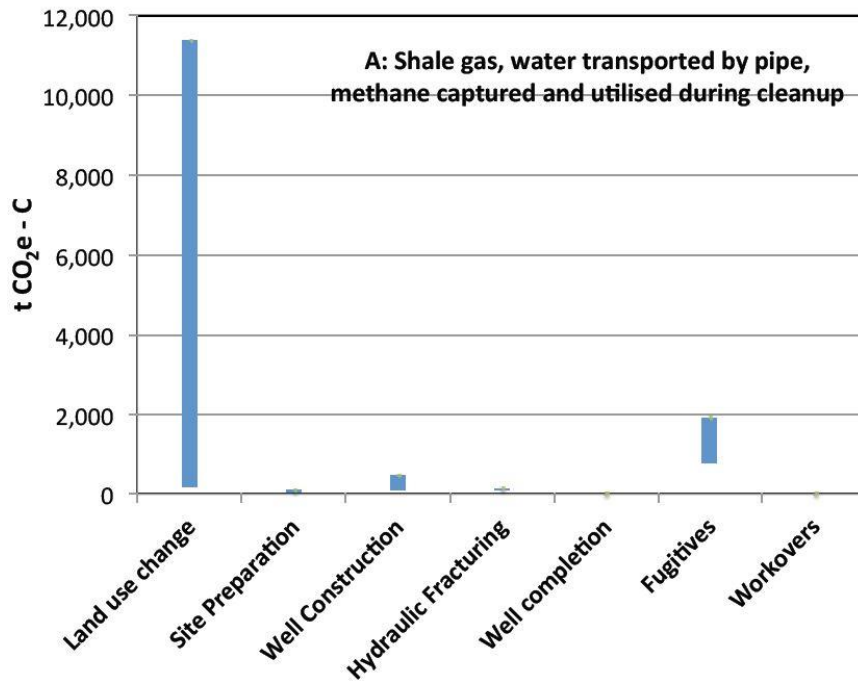 A: Shale gas, water transported by pipe,
methane captured and utilised during cleanup
t CO₂e - C
12,000
10,000
8,000
6,000
4,000
2,000
0
Land use change
Site Preparation
Well Construction
Hydraulic Fracturing
Well completion
Fugitives
Workovers